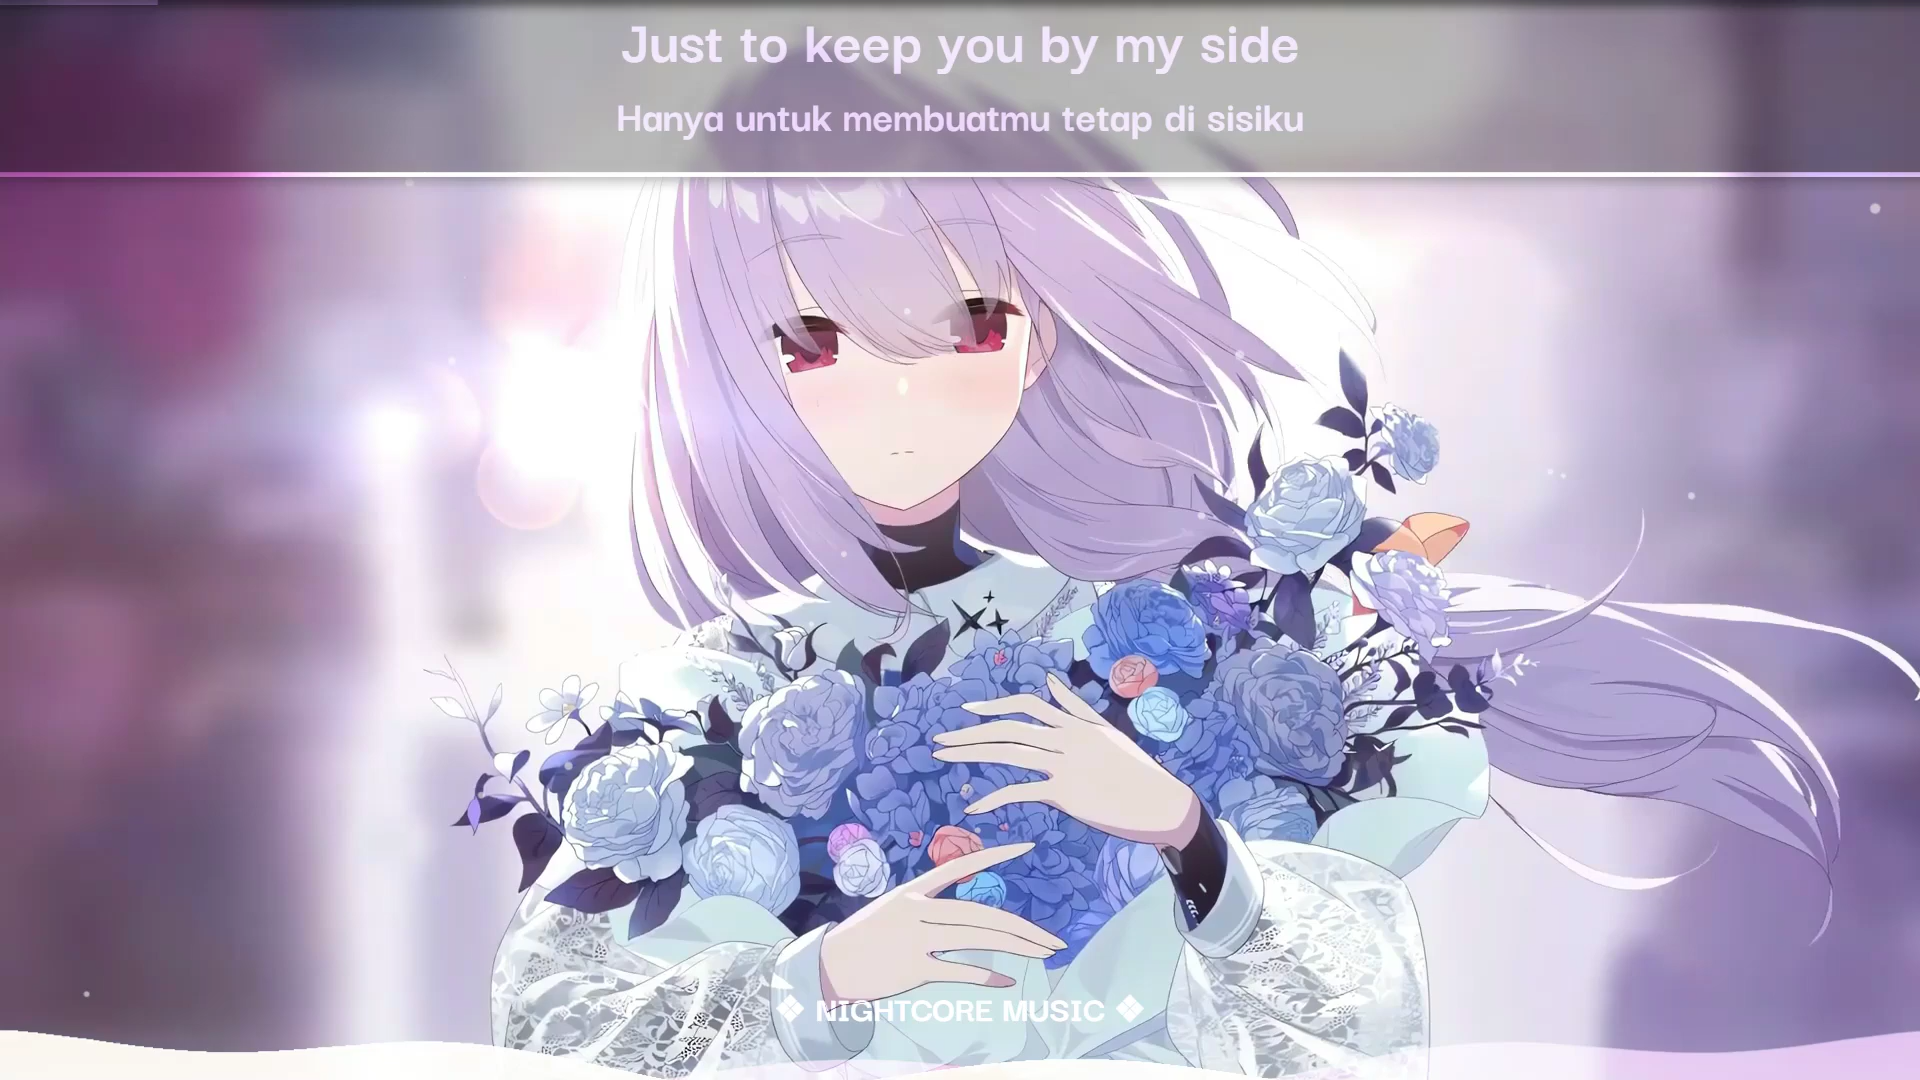 Just to keep you by my side
Hanya untuk membuatmu tetap di sisiku
❖ NIGHTCORE MUSIC ❖